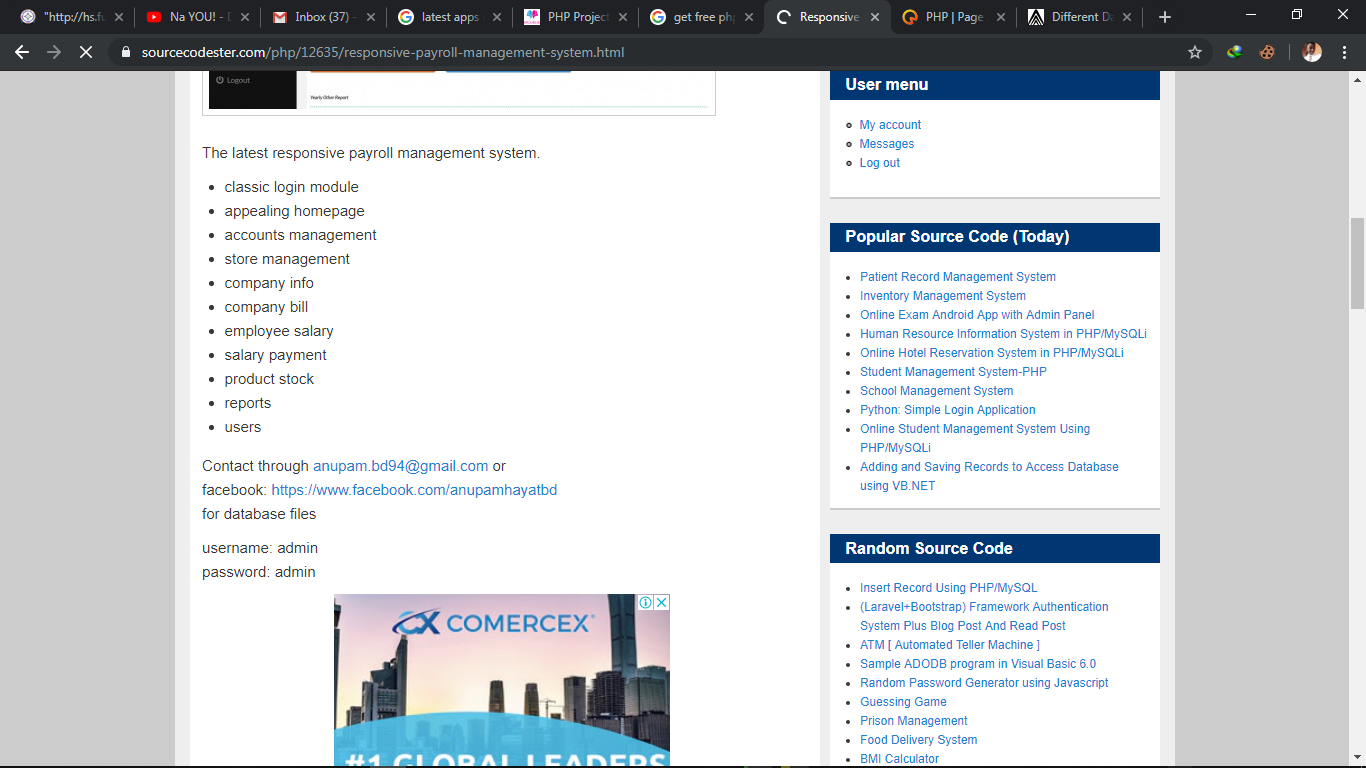 "http://hs.fu
Na YOU! - D
Inbox (37) -
latest apps
PHP Project
get free php
Responsive
PHP | Page
Different Da
sourcecodester.com/php/12635/responsive-payroll-management-system.html
Logout
Yearly Other Report
The latest responsive payroll management system.
classic login module
appealing homepage
accounts management
store management
company info
company bill
employee salary
salary payment
product stock
reports
users
Contact through anupam.bd94@gmail.com or
facebook: https://www.facebook.com/anupamhayatbd
for database files
username: admin
password: admin
COMERCEX
#1 GLOBAL LEADERS
User menu
My account
Messages
Log out
Popular Source Code (Today)
Patient Record Management System
Inventory Management System
Online Exam Android App with Admin Panel
Human Resource Information System in PHP/MySQLi
Online Hotel Reservation System in PHP/MySQLi
Student Management System-PHP
School Management System
Python: Simple Login Application
Online Student Management System Using
PHP/MySQLi
Adding and Saving Records to Access Database
using VB.NET
Random Source Code
Insert Record Using PHP/MySQL
(Laravel+Bootstrap) Framework Authentication
System Plus Blog Post And Read Post
ATM [ Automated Teller Machine ]
Sample ADODB program in Visual Basic 6.0
Random Password Generator using Javascript
Guessing Game
Prison Management
Food Delivery System
BMI Calculator